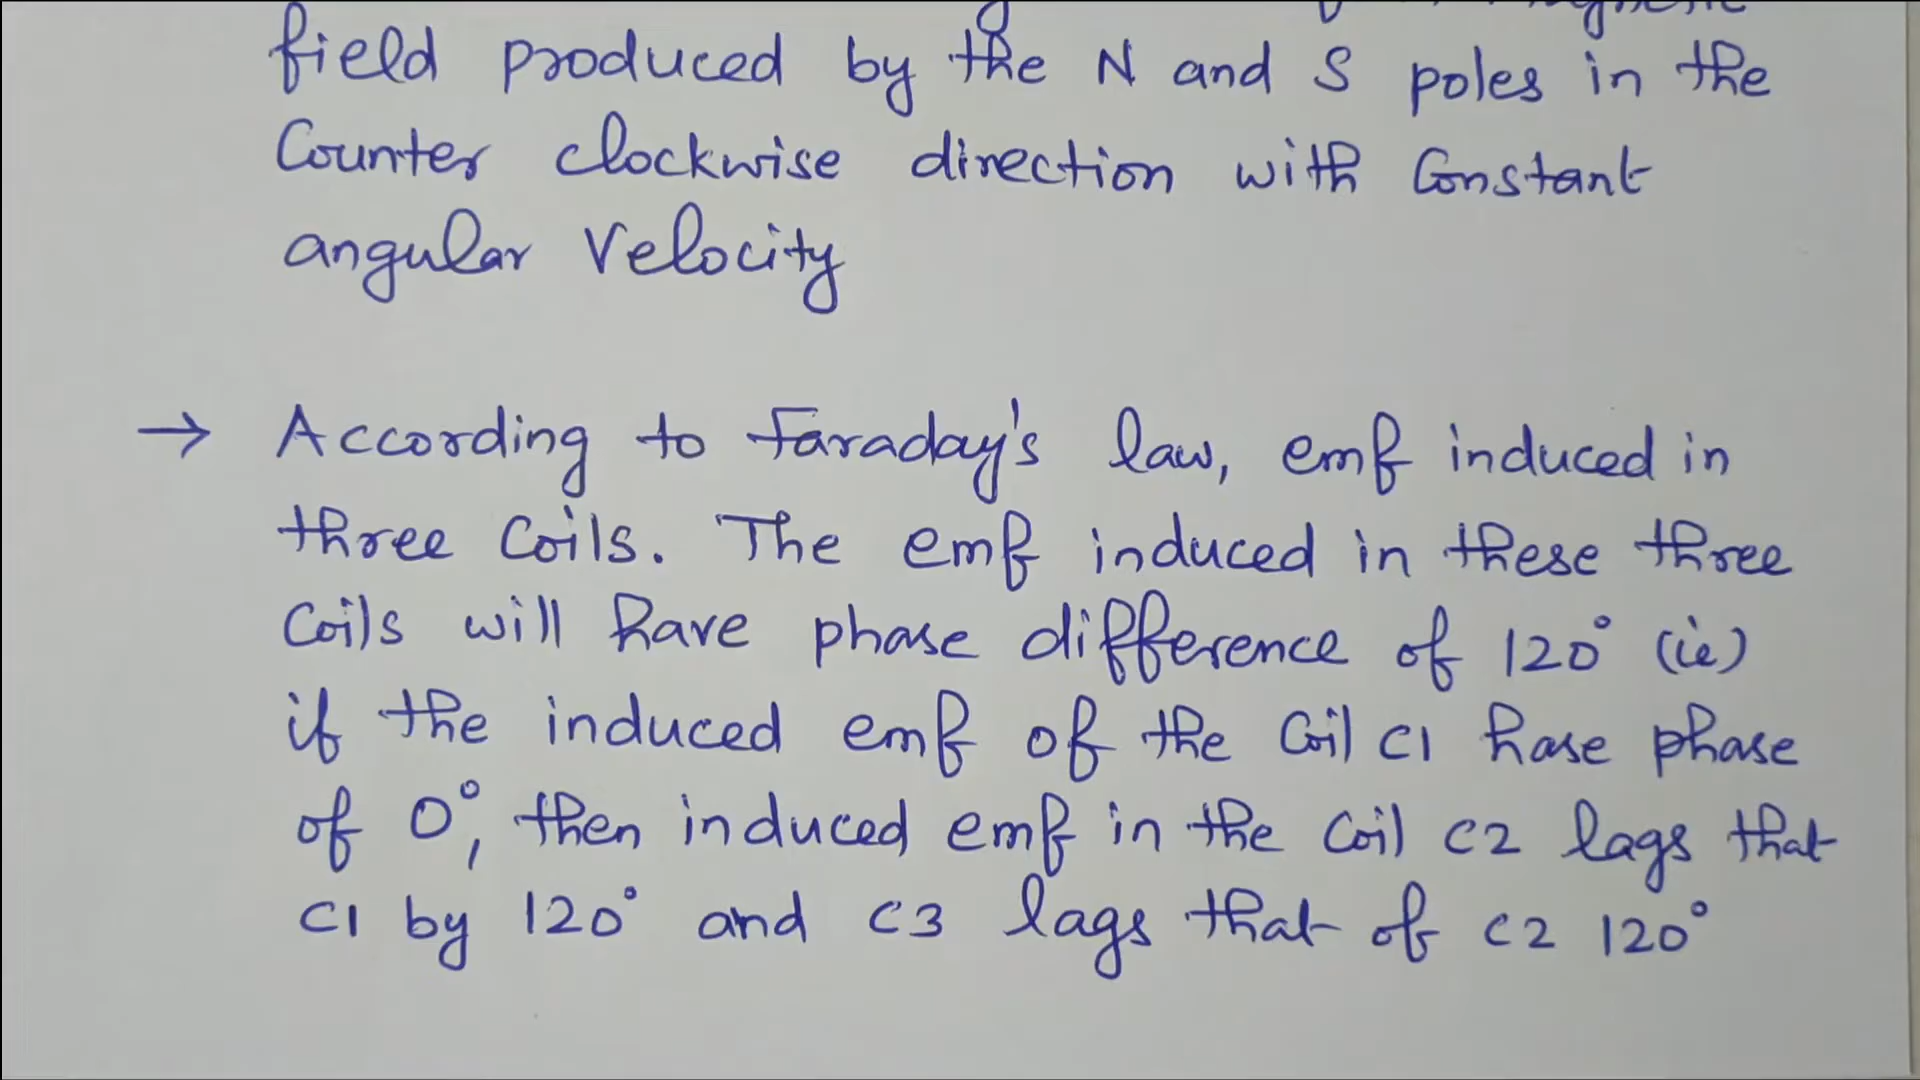 field produced by the N and S poles in the
Counter clockwise direction with Constant
angular Velocity
→ According to Faraday's law, emf induced in
three Coils. The emf induced in these three
Coils will have phase difference of 120° (ie)
if the induced emf of the Coil C1 hase phase
of 0°, then induced emf in the Coil C2 lags that
C1 by 120° and C3 lags that of C2 120°